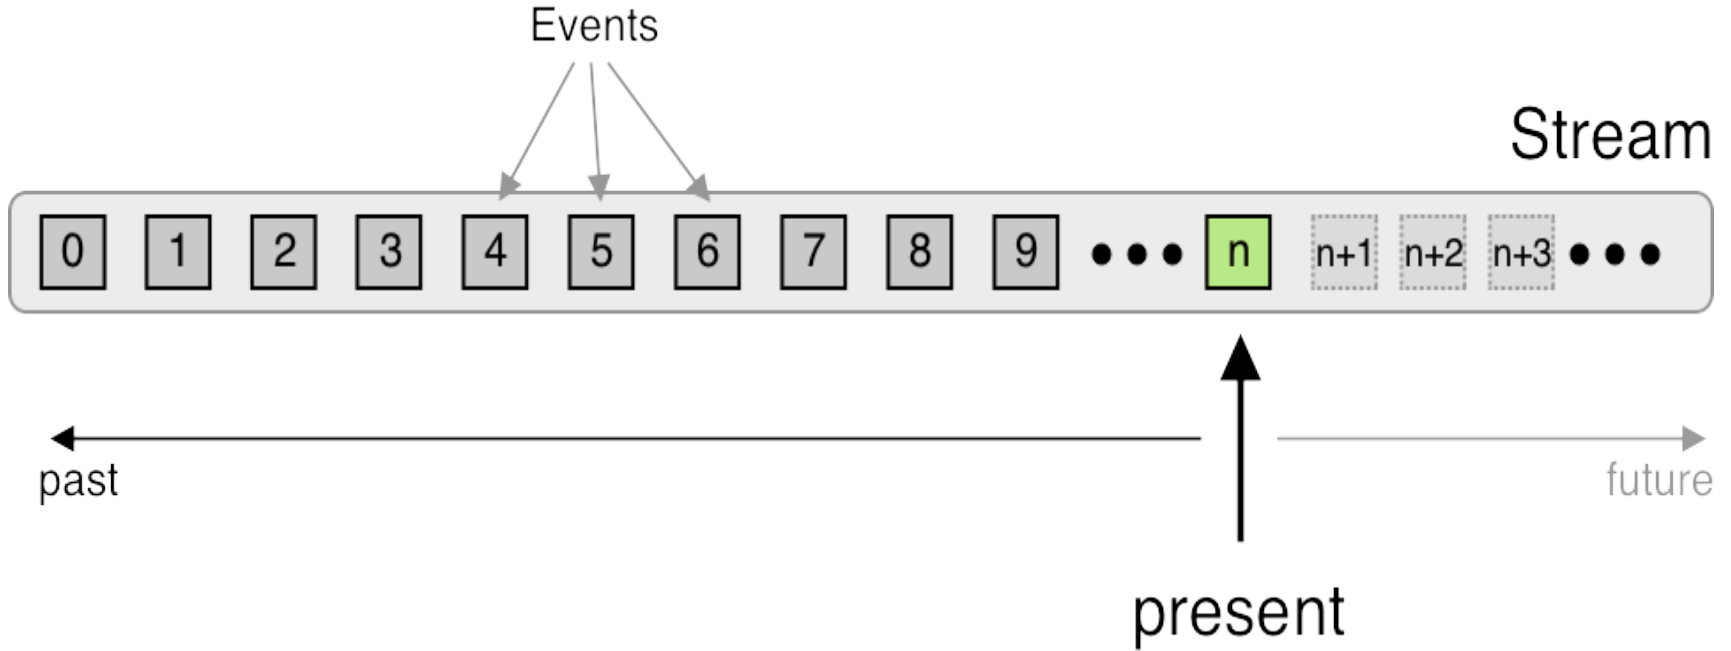 Events
Stream
0 1 2 3 4 5 6 7 8 9 ••• n n+1 n+2 n+3 •••
past
future
present